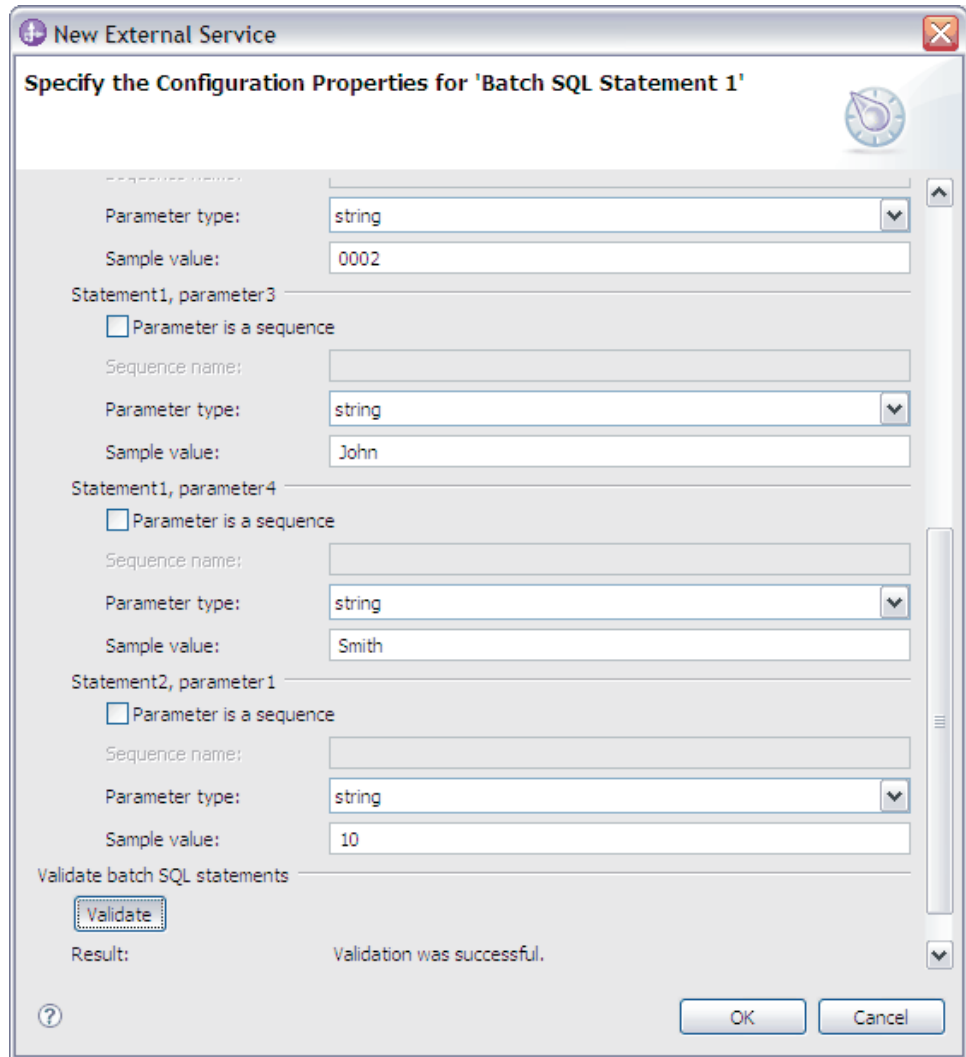 New External Service
Specify the Configuration Properties for 'Batch SQL Statement 1'
Parameter type: string
Sample value: 0002
Statement1, parameter3
Parameter is a sequence
Sequence name:
Parameter type: string
Sample value: John
Statement1, parameter4
Parameter is a sequence
Sequence name:
Parameter type: string
Sample value: Smith
Statement2, parameter1
Parameter is a sequence
Sequence name:
Parameter type: string
Sample value: 10
Validate batch SQL statements
Validate
Result: Validation was successful.
? OK Cancel